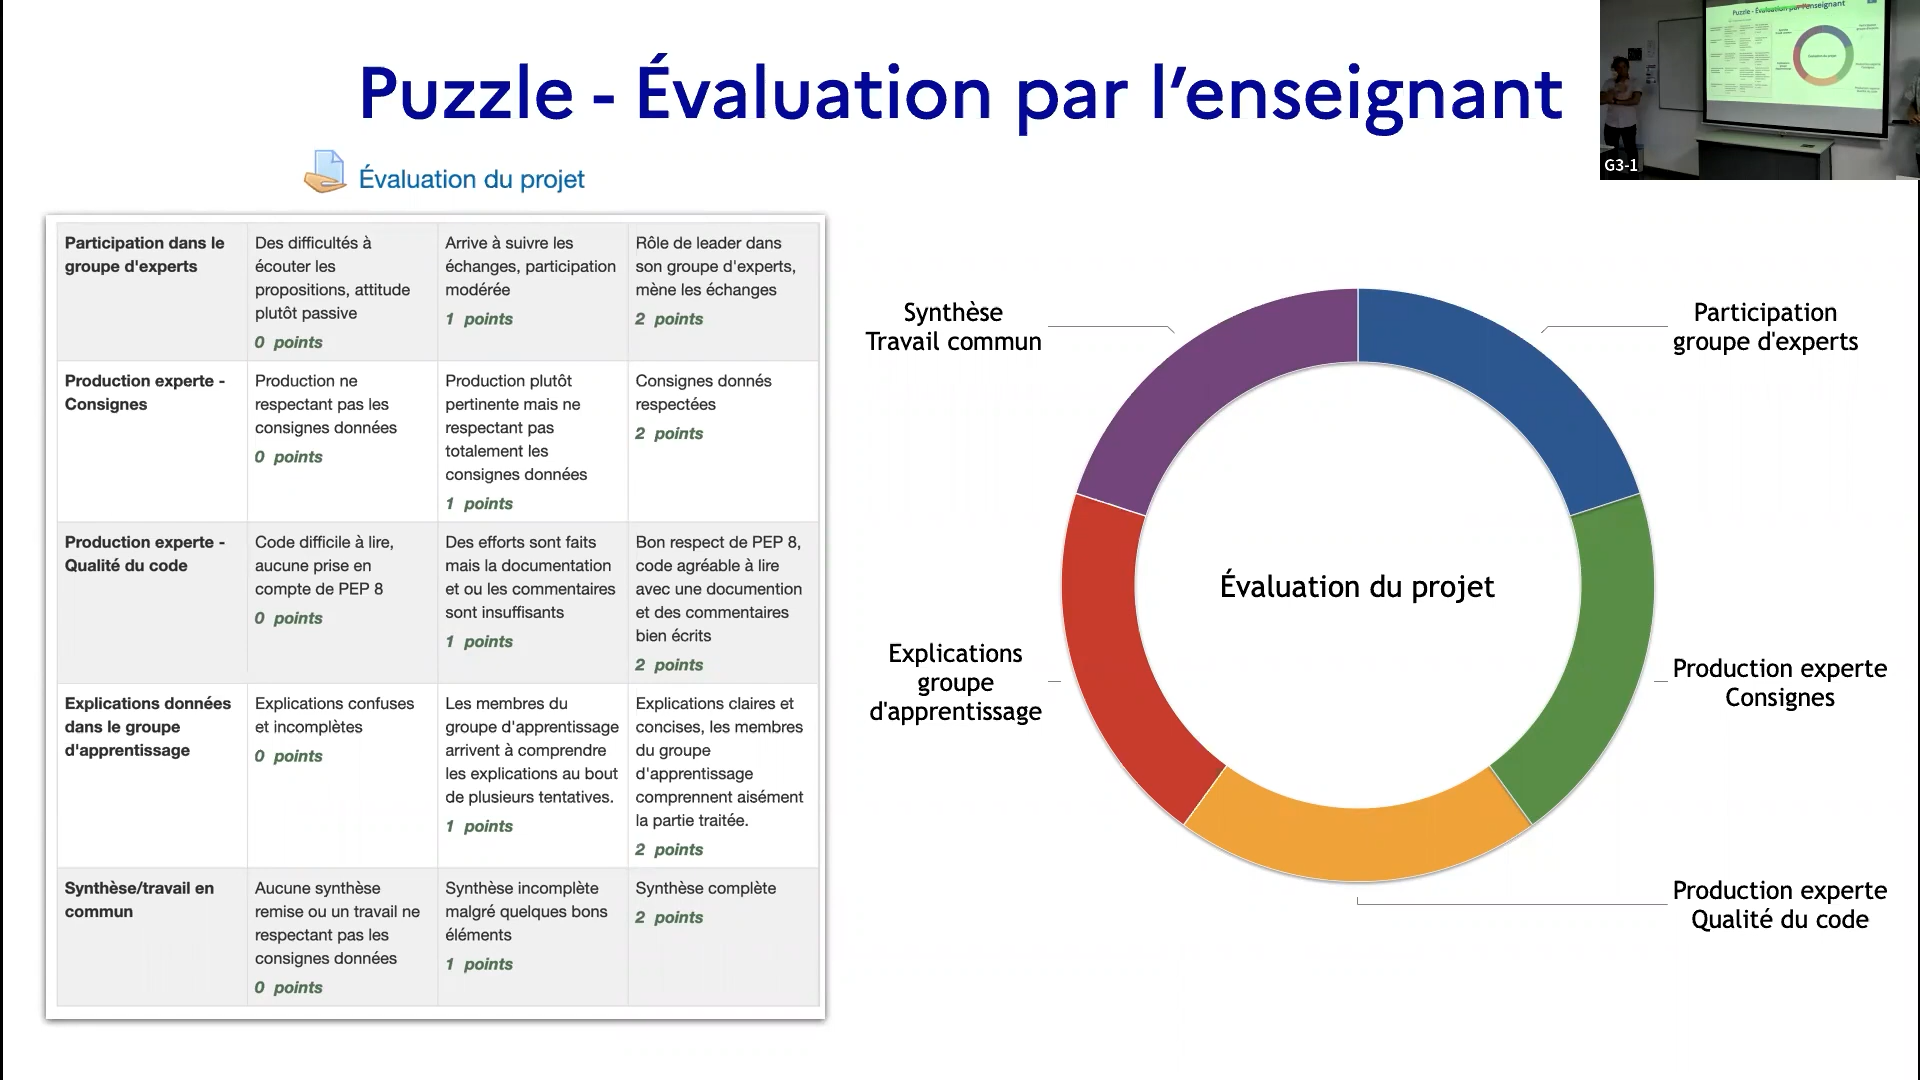 Puzzle - Évaluation par l’enseignant
G3-1
Évaluation du projet
Participation dans le
groupe d'experts
Des difficultés à
écouter les
propositions, attitude
plutôt passive
0 points
Arrive à suivre les
échanges, participation
modérée
1 points
Rôle de leader dans
son groupe d'experts,
mène les échanges
2 points
Production experte -
Consignes
Production ne
respectant pas les
consignes données
0 points
Production plutôt
pertinente mais ne
respectant pas
totalement les
consignes données
1 points
Consignes donnés
respectées
2 points
Production experte -
Qualité du code
Code difficile à lire,
aucune prise en
compte de PEP 8
0 points
Des efforts sont faits
mais la documentation
et ou les commentaires
sont insuffisants
1 points
Bon respect de PEP 8,
code agréable à lire
avec une documention
et des commentaires
bien écrits
2 points
Explications données
dans le groupe
d'apprentissage
Explications confuses
et incomplètes
0 points
Les membres du
groupe d'apprentissage
arrivent à comprendre
les explications au bout
de plusieurs tentatives.
1 points
Explications claires et
concises, les membres
du groupe
d'apprentissage
comprennent aisément
la partie traitée.
2 points
Synthèse/travail en
commun
Aucune synthèse
remise ou un travail ne
respectant pas les
consignes données
0 points
Synthèse incomplète
malgré quelques bons
éléments
1 points
Synthèse complète
2 points
Synthèse
Travail commun
Participation
groupe d'experts
Évaluation du projet
Explications
groupe
d'apprentissage
Production experte
Consignes
Production experte
Qualité du code
Puzzle - Évaluation par l'enseignant